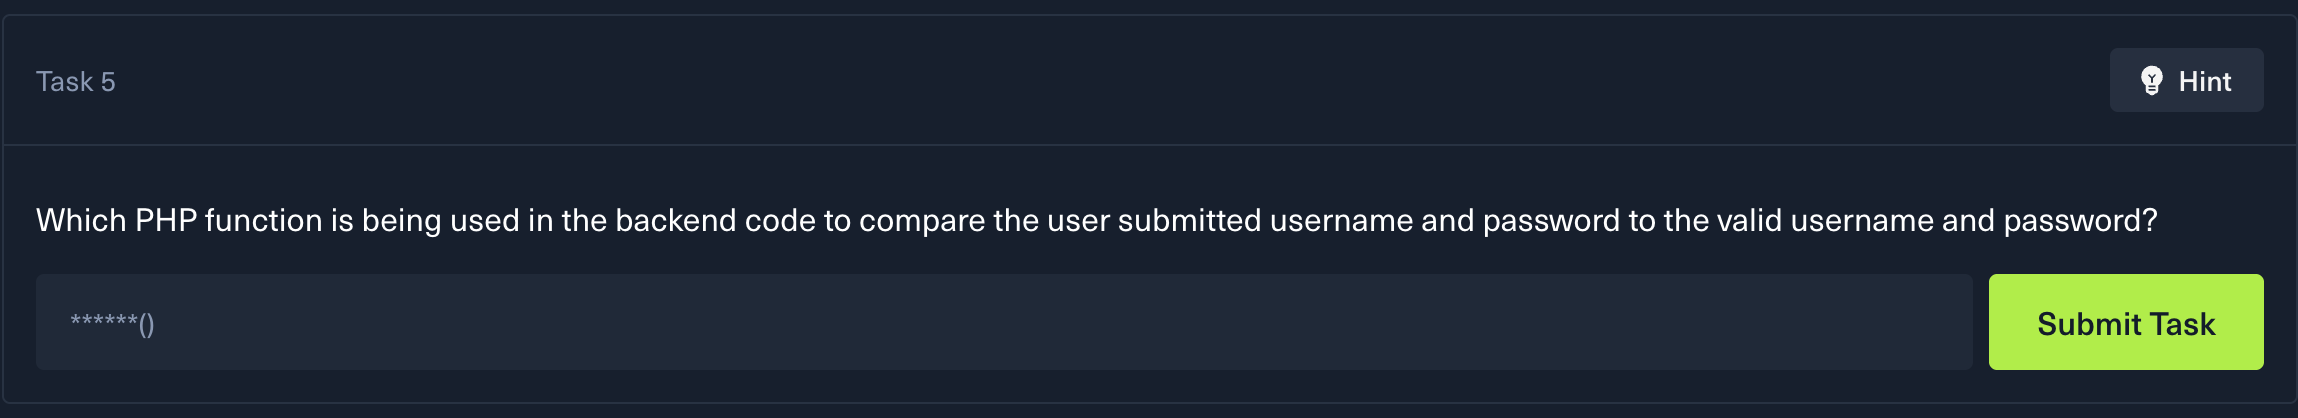 Task 5
Hint
Which PHP function is being used in the backend code to compare the user submitted username and password to the valid username and password?
******()
Submit Task